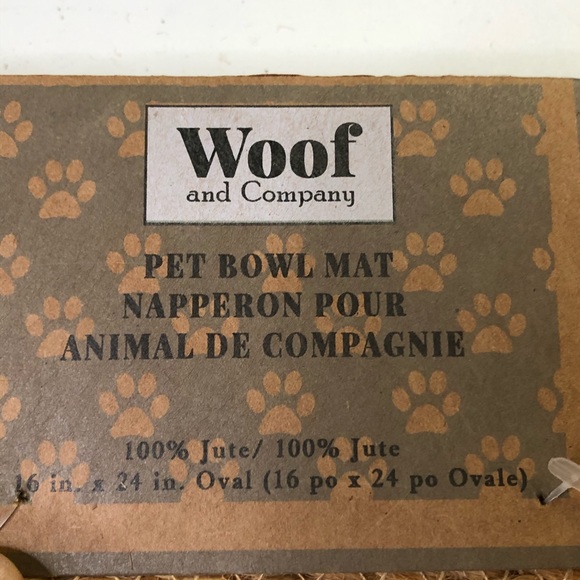 Woof
and Company
PET BOWL MAT
NAPPERON POUR
ANIMAL DE COMPAGNIE
100% Jute/ 100% Jute
16 in. x 24 in. Oval (16 po x 24 po Ovale)